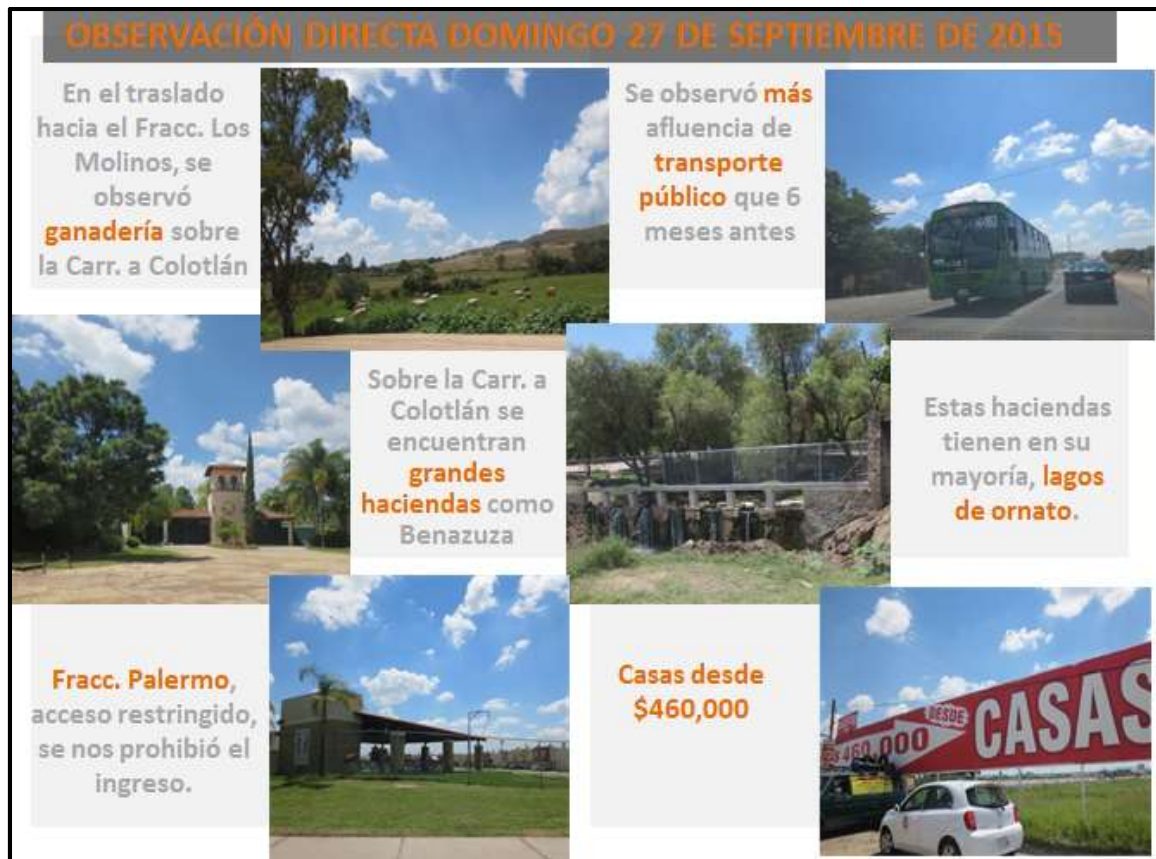 OBSERVACIÓN DIRECTA DOMINGO 27 DE SEPTIEMBRE DE 2015
En el traslado
hacia el Fracc. Los
Molinos, se
observó
ganadería sobre
la Carr. a Colotlán
Se observó más
afluencia de
transporte
público que 6
meses antes
Sobre la Carr. a
Colotlán se
encuentran
grandes
haciendas como
Benazuza
Estas haciendas
tienen en su
mayoría, lagos
de ornato.
Fracc. Palermo,
acceso restringido,
se nos prohibió el
ingreso.
Casas desde
$460,000
460,000
DESDE
CASAS